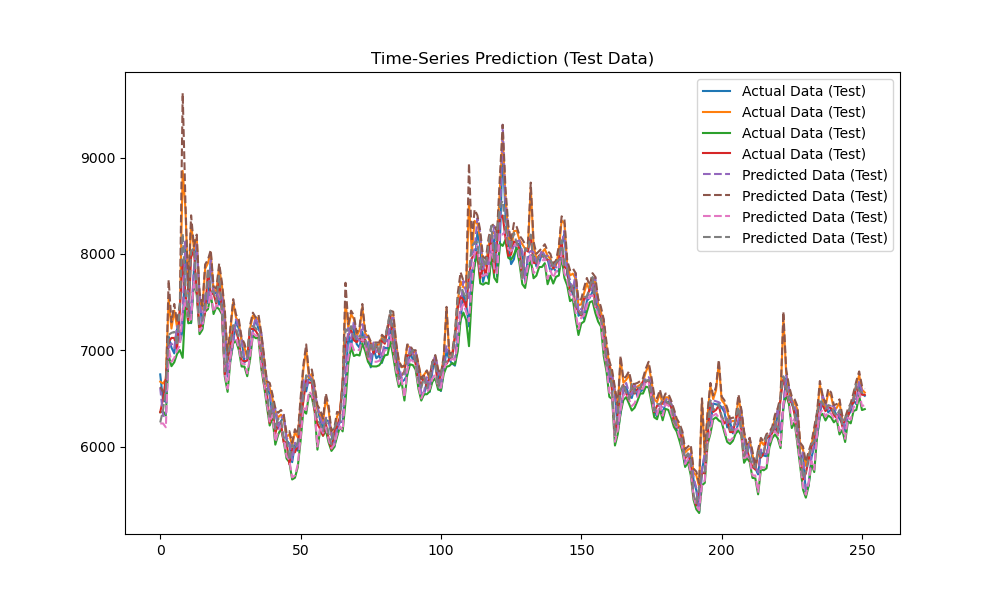 Time-Series Prediction (Test Data)
Actual Data (Test)
Actual Data (Test)
Actual Data (Test)
Actual Data (Test)
Predicted Data (Test)
Predicted Data (Test)
Predicted Data (Test)
Predicted Data (Test)
9000
8000
7000
6000
0
50
100
150
200
250